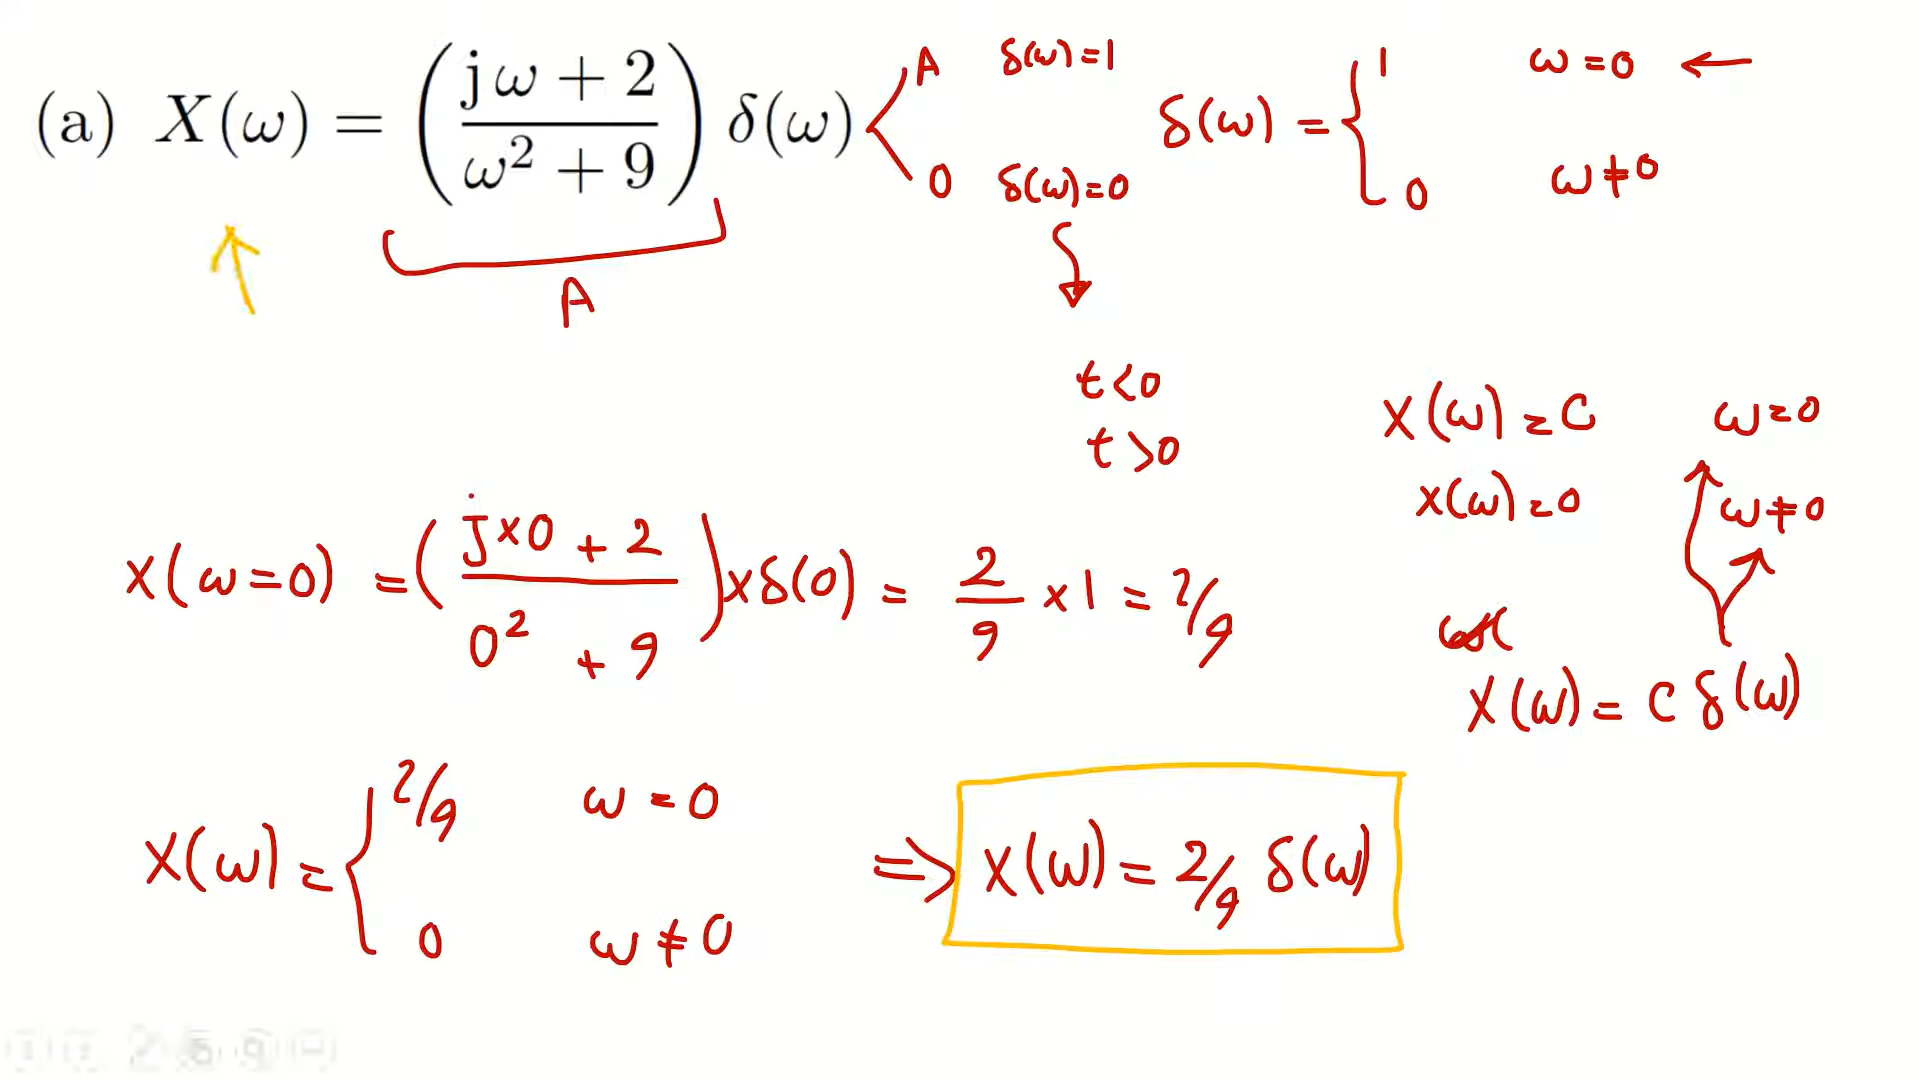 (a) X(ω) = ( jω + 2 / ω² + 9 ) δ(ω)
A δ(ω)=1
0 δ(ω)=0
δ(ω) = { 1 ω=0 ←
0 ω≠0
A
t<0
t>0
X(ω)=C ω=0
X(ω)=0 ω≠0
X(ω)= C δ(ω)
X(ω=0) = ( j×0 + 2 / 0² + 9 ) × δ(0) = 2/9 × 1 = 2/9
X(ω) = { 2/9 ω=0
0 ω≠0
⇒ X(ω) = 2/9 δ(ω)